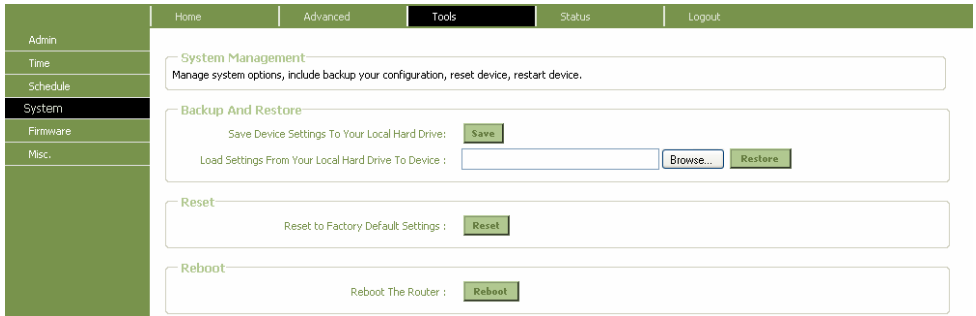 Home Advanced Tools Status Logout
Admin
Time
Schedule
System
Firmware
Misc.
System Management
Manage system options, include backup your configuration, reset device, restart device.
Backup And Restore
Save Device Settings To Your Local Hard Drive: Save
Load Settings From Your Local Hard Drive To Device : Browse... Restore
Reset
Reset to Factory Default Settings : Reset
Reboot
Reboot The Router : Reboot